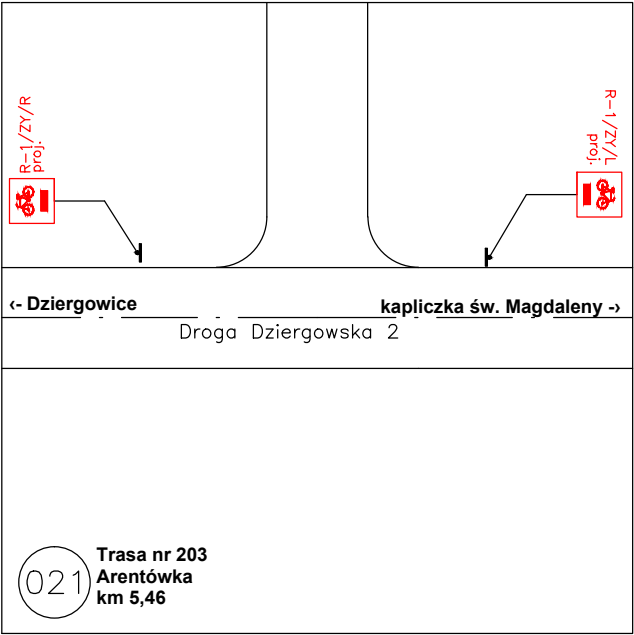 R-1/ZY/R
proj.
R-1/ZY/L
proj.
‹- Dziergowice
kapliczka św. Magdaleny -›
Droga Dziergowska 2
021
Trasa nr 203
Arentówka
km 5,46